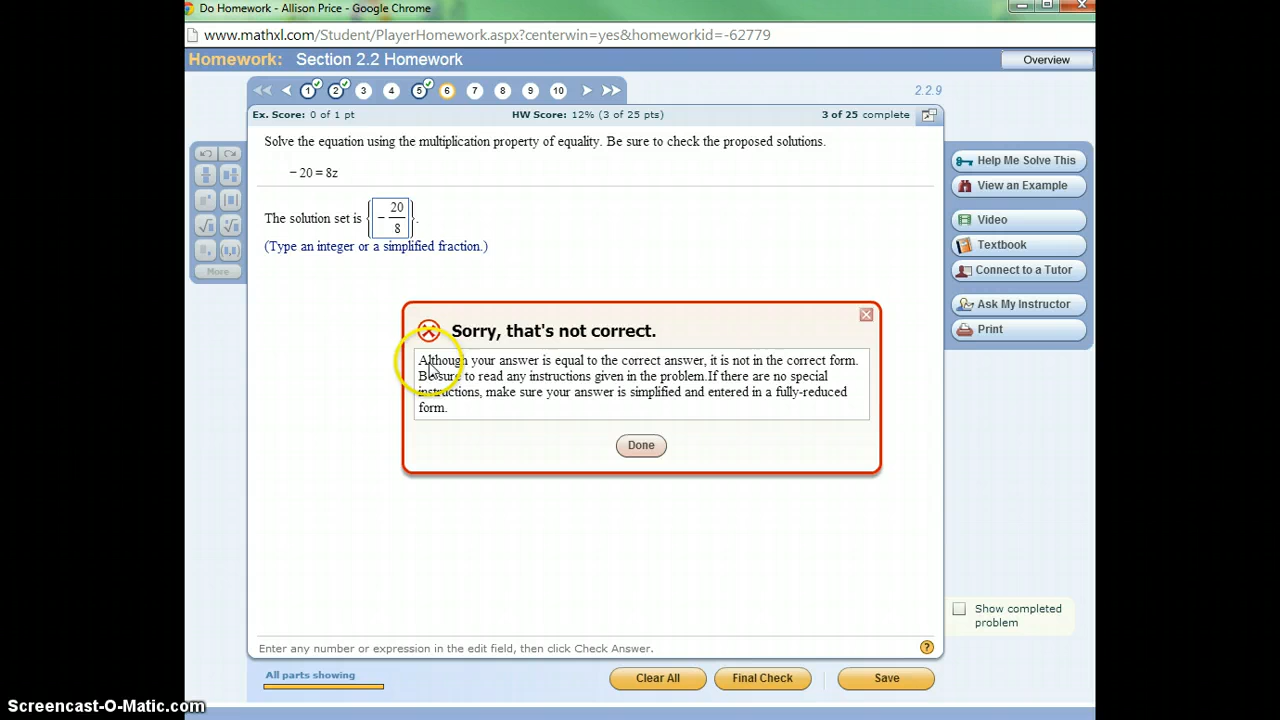 Do Homework - Allison Price - Google Chrome
www.mathxl.com/Student/PlayerHomework.aspx?centerwin=yes&homeworkid=-62779
Homework: Section 2.2 Homework
Overview
1 2 3 4 5 6 7 8 9 10
2.2.9
Ex. Score: 0 of 1 pt
HW Score: 12% (3 of 25 pts)
3 of 25 complete
Solve the equation using the multiplication property of equality. Be sure to check the proposed solutions.
− 20 = 8z
The solution set is { − 20/8 }.
(Type an integer or a simplified fraction.)
More
Help Me Solve This
View an Example
Video
Textbook
Connect to a Tutor
Ask My Instructor
Print
Sorry, that's not correct.
Although your answer is equal to the correct answer, it is not in the correct form.
Be sure to read any instructions given in the problem.If there are no special
instructions, make sure your answer is simplified and entered in a fully-reduced
form.
Done
Show completed
problem
Enter any number or expression in the edit field, then click Check Answer.
?
All parts showing
Clear All
Final Check
Save
Screencast-O-Matic.com